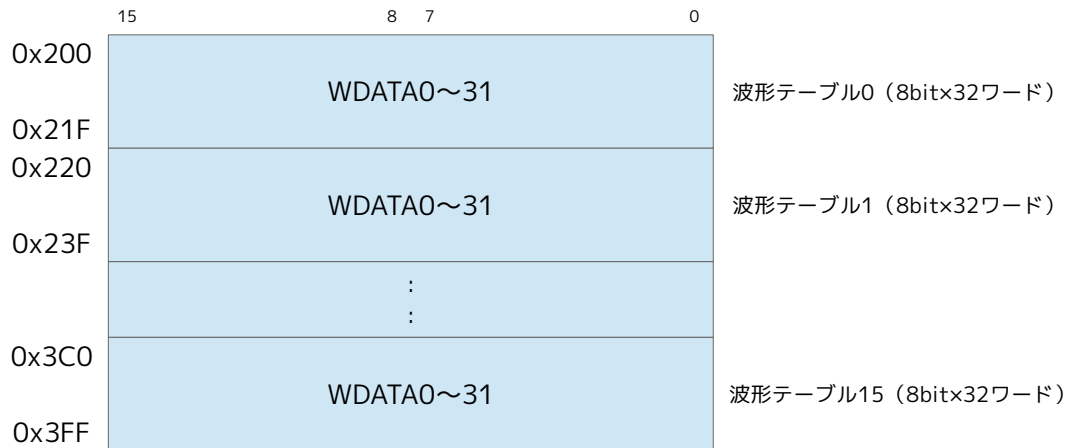 15 8 7 0
0x200
WDATA0～31 波形テーブル0（8bit×32ワード）
0x21F
0x220
WDATA0～31 波形テーブル1（8bit×32ワード）
0x23F
:
:
0x3C0
WDATA0～31 波形テーブル15（8bit×32ワード）
0x3FF